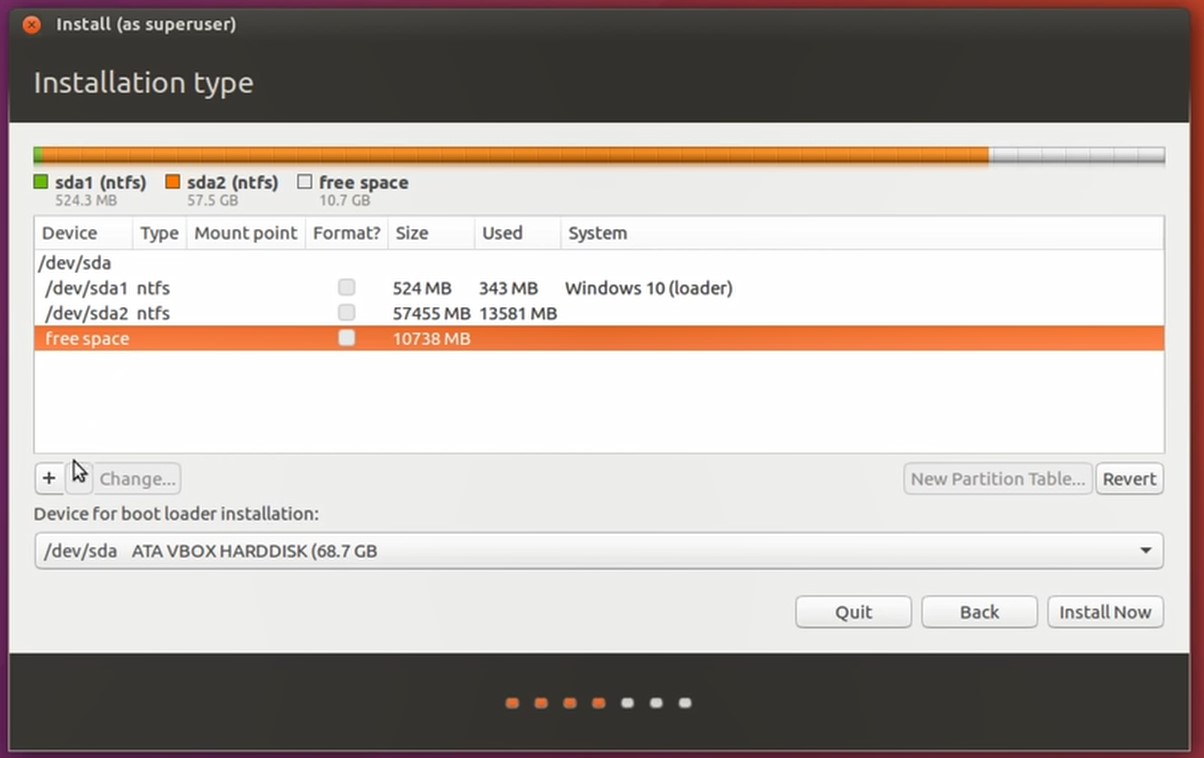 Install (as superuser)
Installation type
sda1 (ntfs) sda2 (ntfs) free space
524.3 MB 57.5 GB 10.7 GB
Device Type Mount point Format? Size Used System
/dev/sda
/dev/sda1 ntfs 524 MB 343 MB Windows 10 (loader)
/dev/sda2 ntfs 57455 MB 13581 MB
free space 10738 MB
+ Change... New Partition Table... Revert
Device for boot loader installation:
/dev/sda ATA VBOX HARDDISK (68.7 GB
Quit Back Install Now